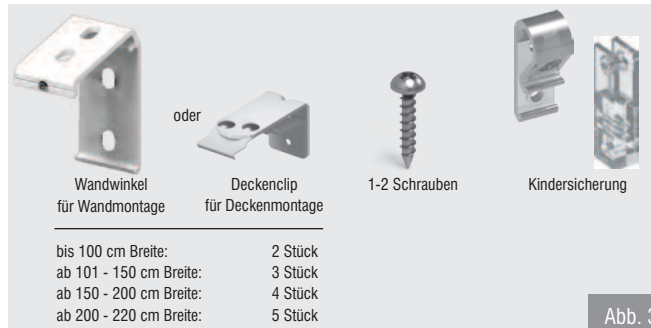 oder
Wandwinkel
für Wandmontage
Deckenclip
für Deckenmontage
1-2 Schrauben
Kindersicherung
bis 100 cm Breite: 2 Stück
ab 101 - 150 cm Breite: 3 Stück
ab 150 - 200 cm Breite: 4 Stück
ab 200 - 220 cm Breite: 5 Stück
Abb. 3